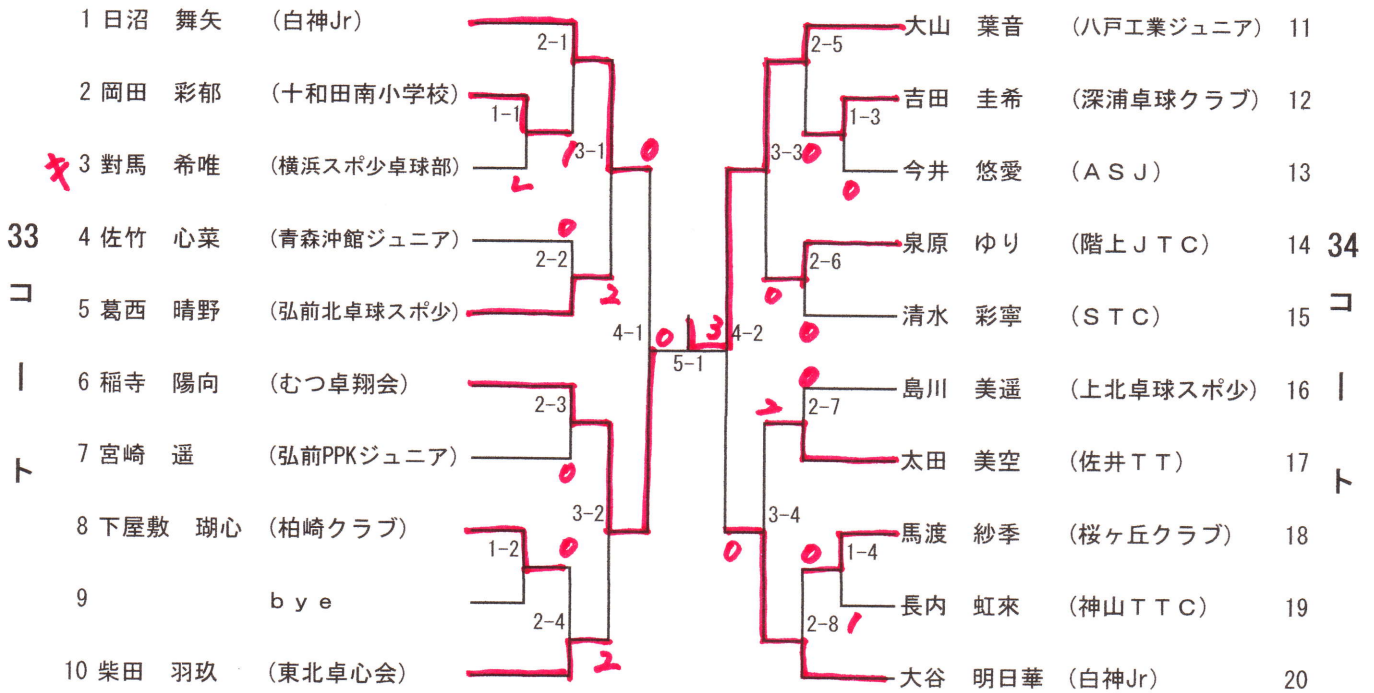 1 日沼 舞矢 (白神Jr)
2 岡田 彩郁 (十和田南小学校)
3 對馬 希唯 (横浜スポ少卓球部)
4 佐竹 心菜 (青森沖館ジュニア)
5 葛西 晴野 (弘前北卓球スポ少)
6 稲寺 陽向 (むつ卓翔会)
7 宮崎 遥 (弘前PPKジュニア)
8 下屋敷 瑚心 (柏崎クラブ)
9 bye
10 柴田 羽玖 (東北卓心会)
33コート
2-1
1-1
1
3-1
0
0
2-2
2
4-1
0
2-3
0
3-2
1-2
0
2-4
2
5-1
3
4-2
2-5
1-3
3-3
0
0
2-6
0
0
0
2-7
2
3-4
0
0
1-4
2-8
1
大山 葉音 (八戸工業ジュニア) 11
吉田 圭希 (深浦卓球クラブ) 12
今井 悠愛 (ASJ) 13
泉原 ゆり (階上JTC) 14
清水 彩寧 (STC) 15
島川 美遥 (上北卓球スポ少) 16
太田 美空 (佐井TT) 17
馬渡 紗季 (桜ヶ丘クラブ) 18
長内 虹來 (神山TTC) 19
大谷 明日華 (白神Jr) 20
34コート